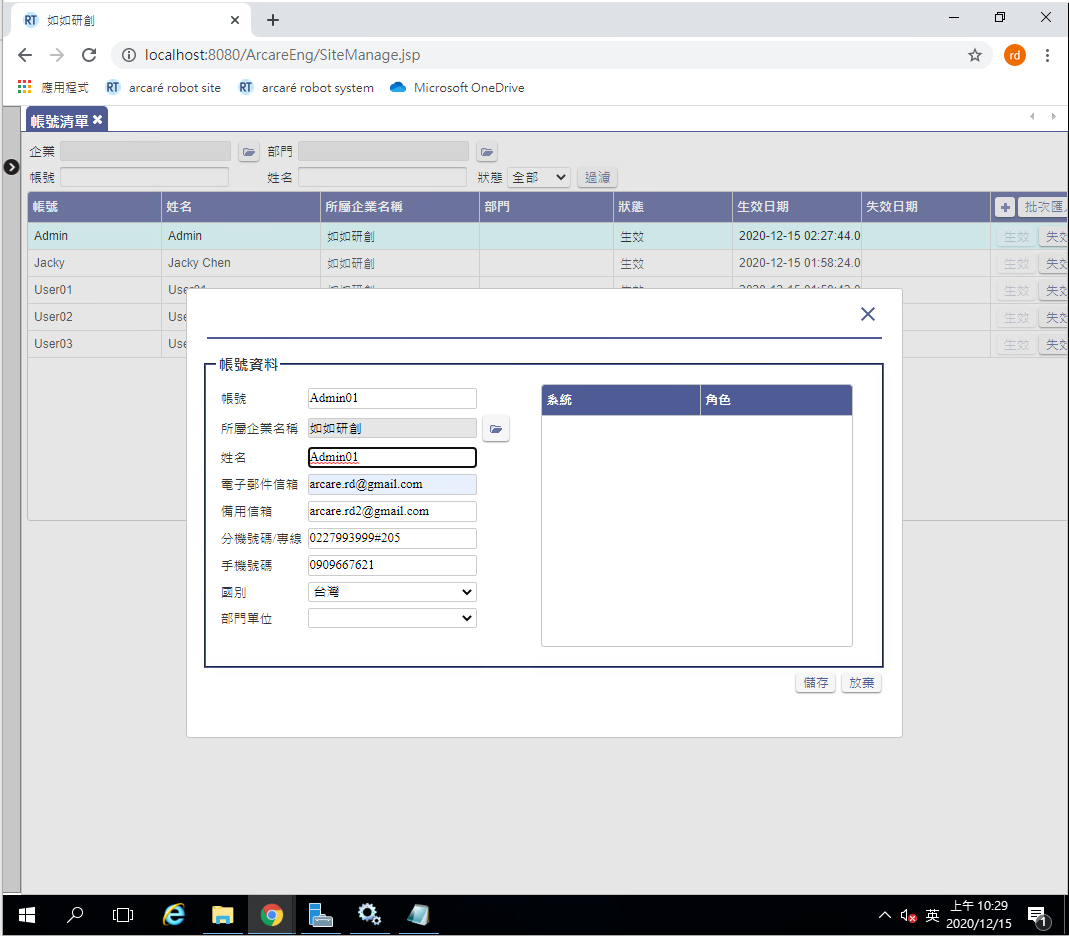 RT 如如研創
localhost:8080/ArcareEng/SiteManage.jsp
rd
應用程式 RT arcaré robot site RT arcaré robot system Microsoft OneDrive
帳號清單
企業 部門
帳號 姓名 狀態 全部 過濾
帳號 姓名 所屬企業名稱 部門 狀態 生效日期 失效日期 批次匯
Admin Admin 如如研創 生效 2020-12-15 02:27:44.0 生效 失效
Jacky Jacky Chen 如如研創 生效 2020-12-15 01:58:24.0 生效 失效
User01 User01 如如研創 生效 生效 失效
User02 Use 生效 失效
User03 Use 生效 失效
帳號資料
帳號 Admin01
所屬企業名稱 如如研創
姓名 Admin01
電子郵件信箱 arcare.rd@gmail.com
備用信箱 arcare.rd2@gmail.com
分機號碼/專線 0227993999#205
手機號碼 0909667621
國別 台灣
部門單位
系統 角色
儲存 放棄
英 上午 10:29
2020/12/15
1